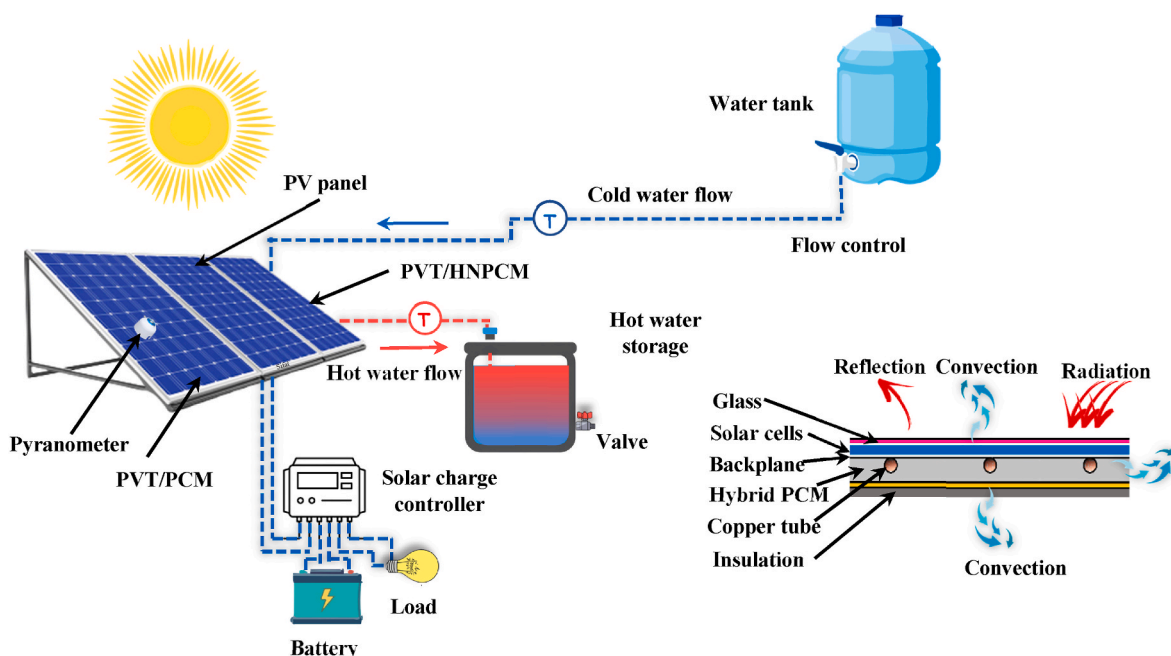 Water tank
PV panel
Cold water flow
T
Flow control
PVT/HNPCM
T
Hot water
storage
Hot water flow
Reflection
Convection
Radiation
Glass
Pyranometer
Valve
Solar cells
PVT/PCM
Solar charge
controller
Backplane
Hybrid PCM
Copper tube
Insulation
Convection
Load
Battery